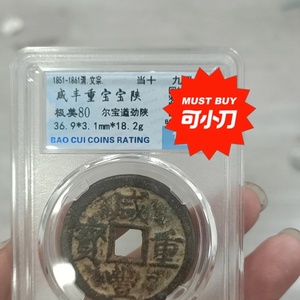 1851-1861清.文宗 当十 九
咸丰重宝宝陕
极美80 尔宝道劲陕
36.9*3.1mm*18.2g
BAO CUI COINS RATING
MUST BUY
可小刀
咸
寶 重
豐